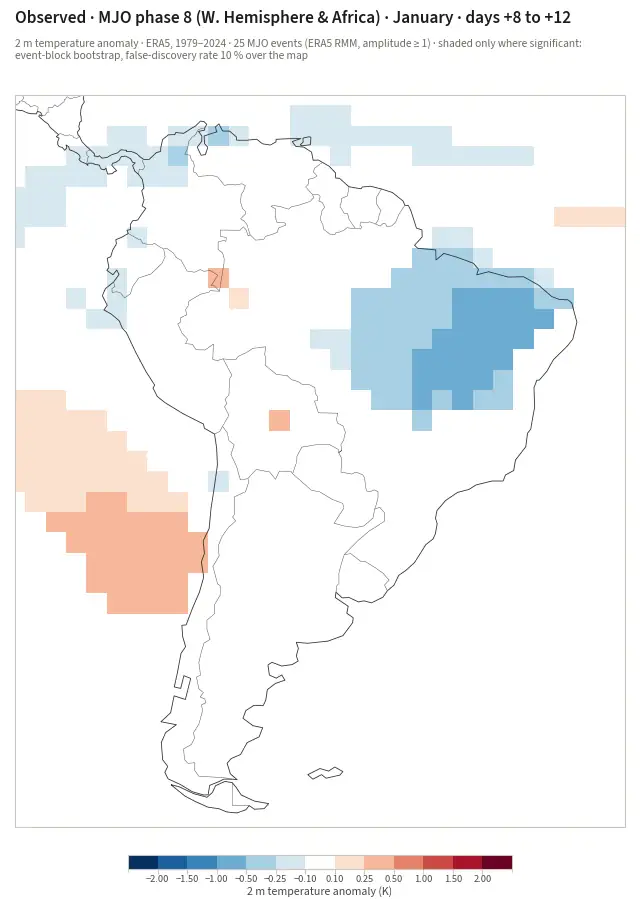 Observed · MJO phase 8 (W. Hemisphere & Africa) · January · days +8 to +12
2 m temperature anomaly · ERA5, 1979–2024 · 25 MJO events (ERA5 RMM, amplitude ≥ 1) · shaded only where significant:
event-block bootstrap, false-discovery rate 10 % over the map
−2.00 −1.50 −1.00 −0.50 −0.25 −0.10 0.10 0.25 0.50 1.00 1.50 2.00
2 m temperature anomaly (K)